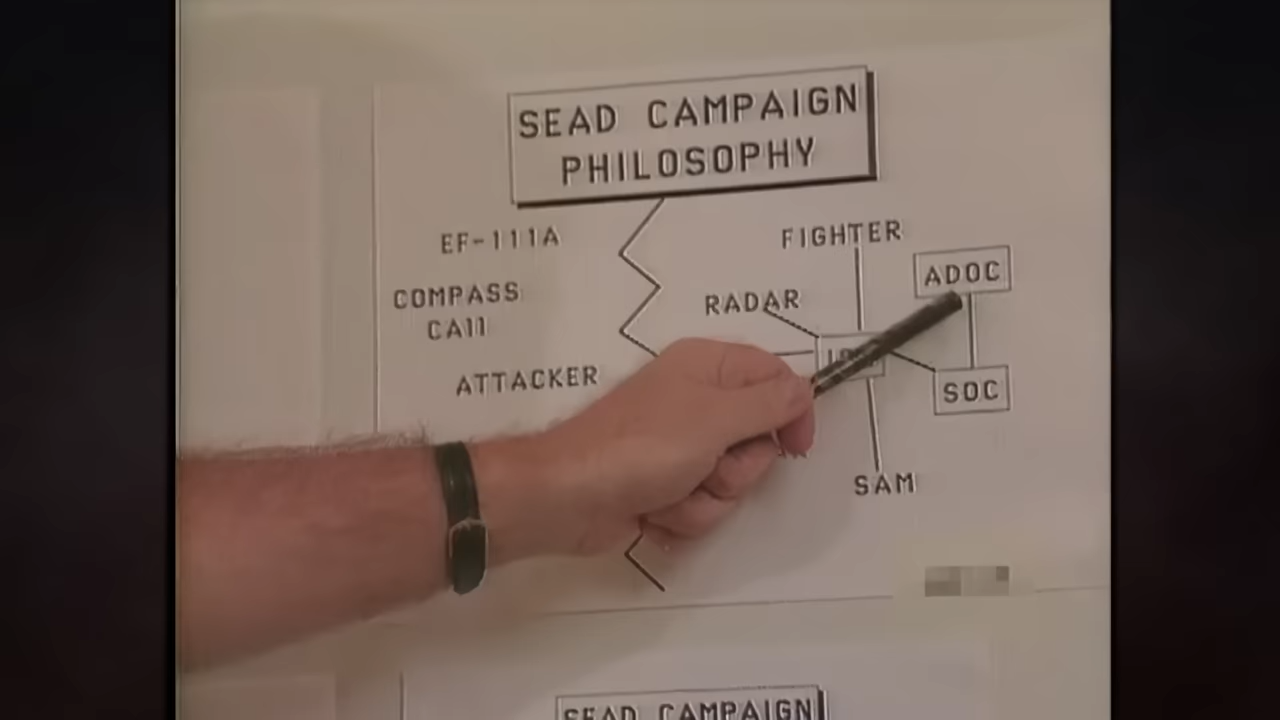 SEAD CAMPAIGN
PHILOSOPHY
EF-111A
COMPASS
CALL
ATTACKER
FIGHTER
RADAR
ADOC
SOC
SAM
SEAD CAMPAIGN